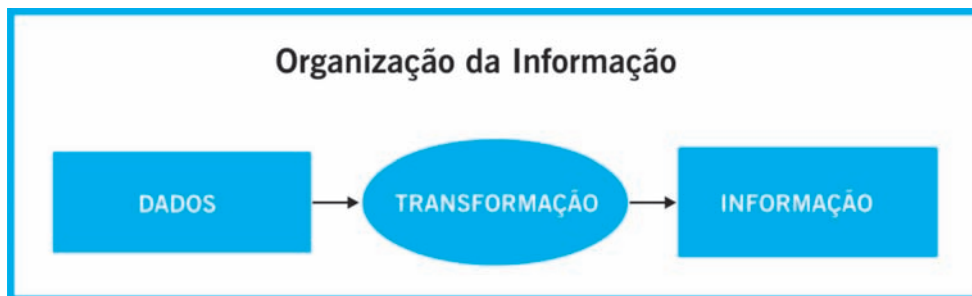 Organização da Informação
DADOS
TRANSFORMAÇÃO
INFORMAÇÃO